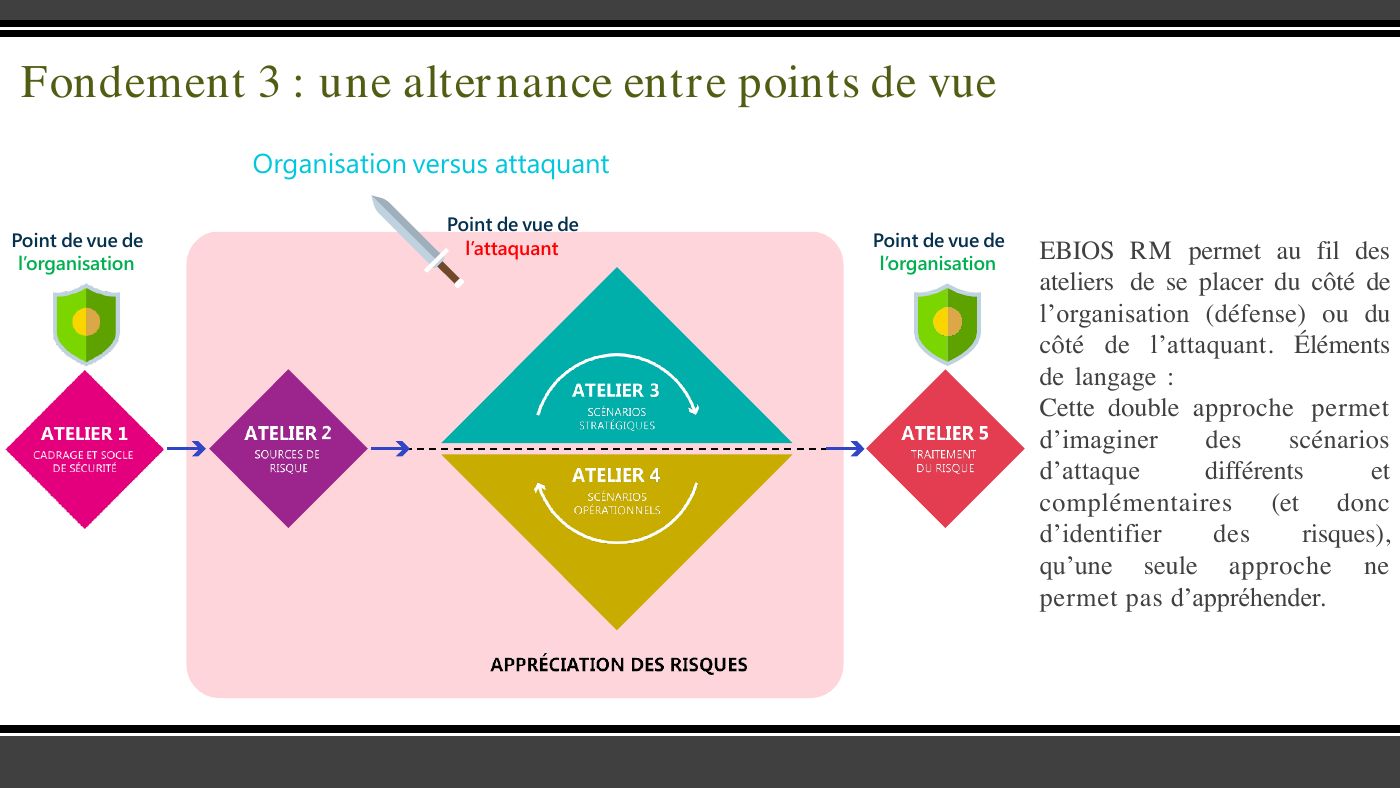 Fondement 3 : une alternance entre points de vue
Organisation versus attaquant
Point de vue de
l'attaquant
Point de vue de
l'organisation
Point de vue de
l'organisation
ATELIER 1
CADRAGE ET SOCLE
DE SÉCURITÉ
ATELIER 2
SOURCES DE
RISQUE
ATELIER 3
SCÉNARIOS
STRATÉGIQUES
ATELIER 4
SCÉNARIOS
OPÉRATIONNELS
ATELIER 5
TRAITEMENT
DU RISQUE
APPRÉCIATION DES RISQUES
EBIOS RM permet au fil des
ateliers de se placer du côté de
l'organisation (défense) ou du
côté de l'attaquant. Éléments
de langage :
Cette double approche permet
d'imaginer des scénarios
d'attaque différents et
complémentaires (et donc
d'identifier des risques),
qu'une seule approche ne
permet pas d'appréhender.